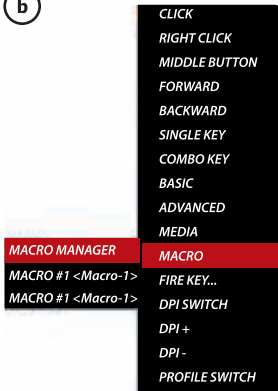 b
CLICK
RIGHT CLICK
MIDDLE BUTTON
FORWARD
BACKWARD
SINGLE KEY
COMBO KEY
BASIC
ADVANCED
MEDIA
MACRO
FIRE KEY...
DPI SWITCH
DPI +
DPI -
PROFILE SWITCH
MACRO MANAGER
MACRO #1 <Macro-1>
MACRO #1 <Macro-1>